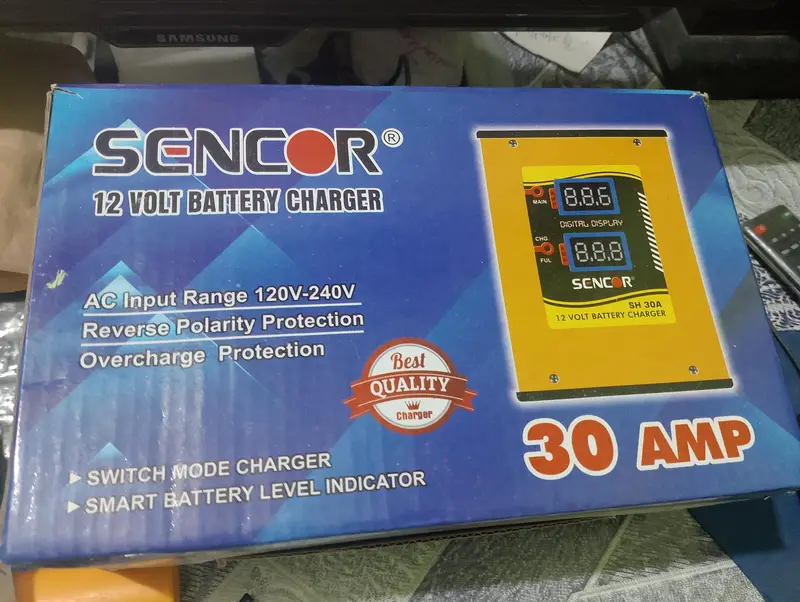 SAMSUNG
SENCOR®
12 VOLT BATTERY CHARGER
AC Input Range 120V-240V
Reverse Polarity Protection
Overcharge Protection
Best
QUALITY
Charger
▸ SWITCH MODE CHARGER
▸ SMART BATTERY LEVEL INDICATOR
MAIN
8.8.6
DIGITAL DISPLAY
CHG
FUL
8.8.8
SENCOR
SH 30A
12 VOLT BATTERY CHARGER
30 AMP